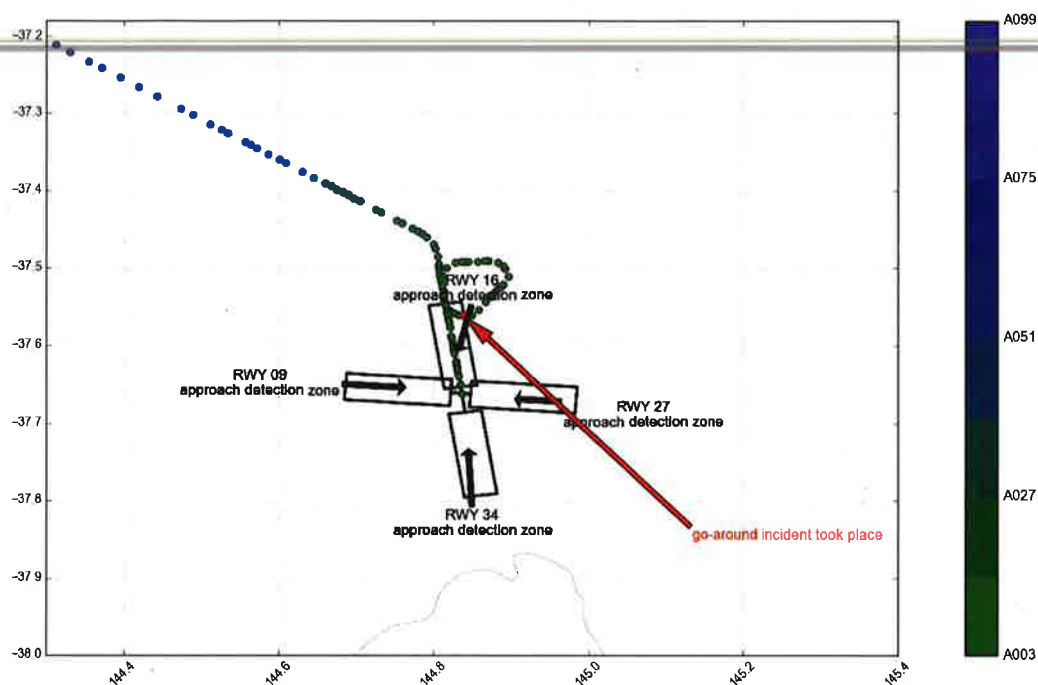 -37.2
-37.3
-37.4
-37.5
-37.6
-37.7
-37.8
-37.9
-38.0
144.4
144.6
144.8
145.0
145.2
145.4
RWY 16
approach detection zone
RWY 09
approach detection zone
RWY 27
approach detection zone
RWY 34
approach detection zone
go-around incident took place
A099
A075
A051
A027
A003